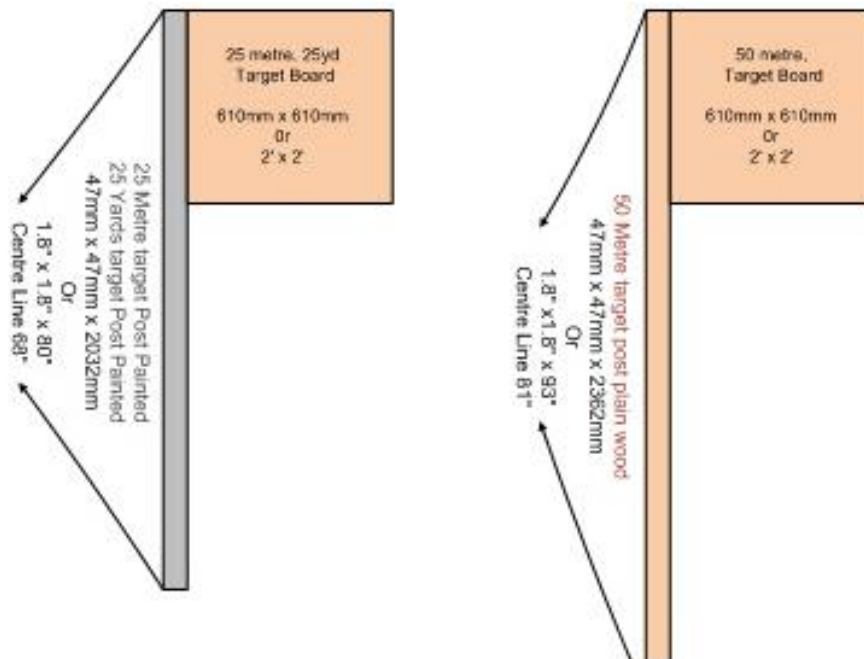 25 metre, 25yd
Target Board
610mm x 610mm
Or
2' x 2'
25 Metre target Post Painted
25 Yards target Post Painted
47mm x 47mm x 2032mm
Or
1.8" x 1.8" x 80"
Centre Line 68"
50 metre,
Target Board
610mm x 610mm
Or
2' x 2'
50 Metre target post plain wood
47mm x 47mm x 2362mm
Or
1.8" x1.8" x 93"
Centre Line 81"